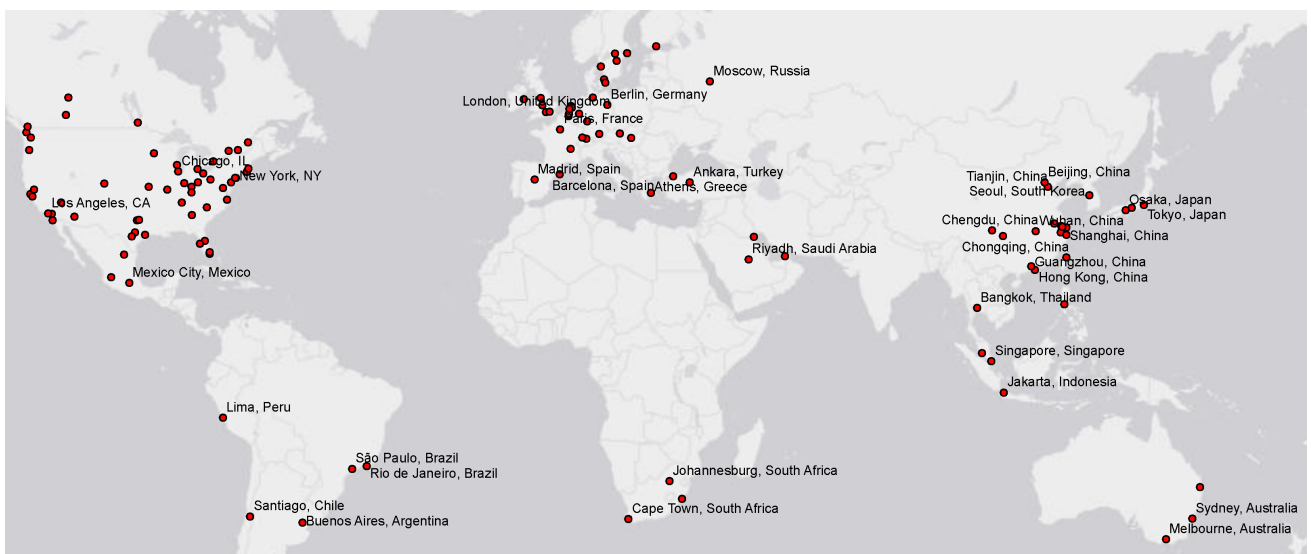 Moscow, Russia
London, United Kingdom
Berlin, Germany
Paris, France
Chicago, IL
New York, NY
Madrid, Spain
Barcelona, Spain
Athens, Greece
Ankara, Turkey
Tianjin, China
Beijing, China
Seoul, South Korea
Los Angeles, CA
Osaka, Japan
Tokyo, Japan
Chengdu, China
Wuhan, China
Shanghai, China
Riyadh, Saudi Arabia
Chongqing, China
Guangzhou, China
Mexico City, Mexico
Hong Kong, China
Bangkok, Thailand
Singapore, Singapore
Jakarta, Indonesia
Lima, Peru
São Paulo, Brazil
Rio de Janeiro, Brazil
Johannesburg, South Africa
Santiago, Chile
Buenos Aires, Argentina
Cape Town, South Africa
Sydney, Australia
Melbourne, Australia